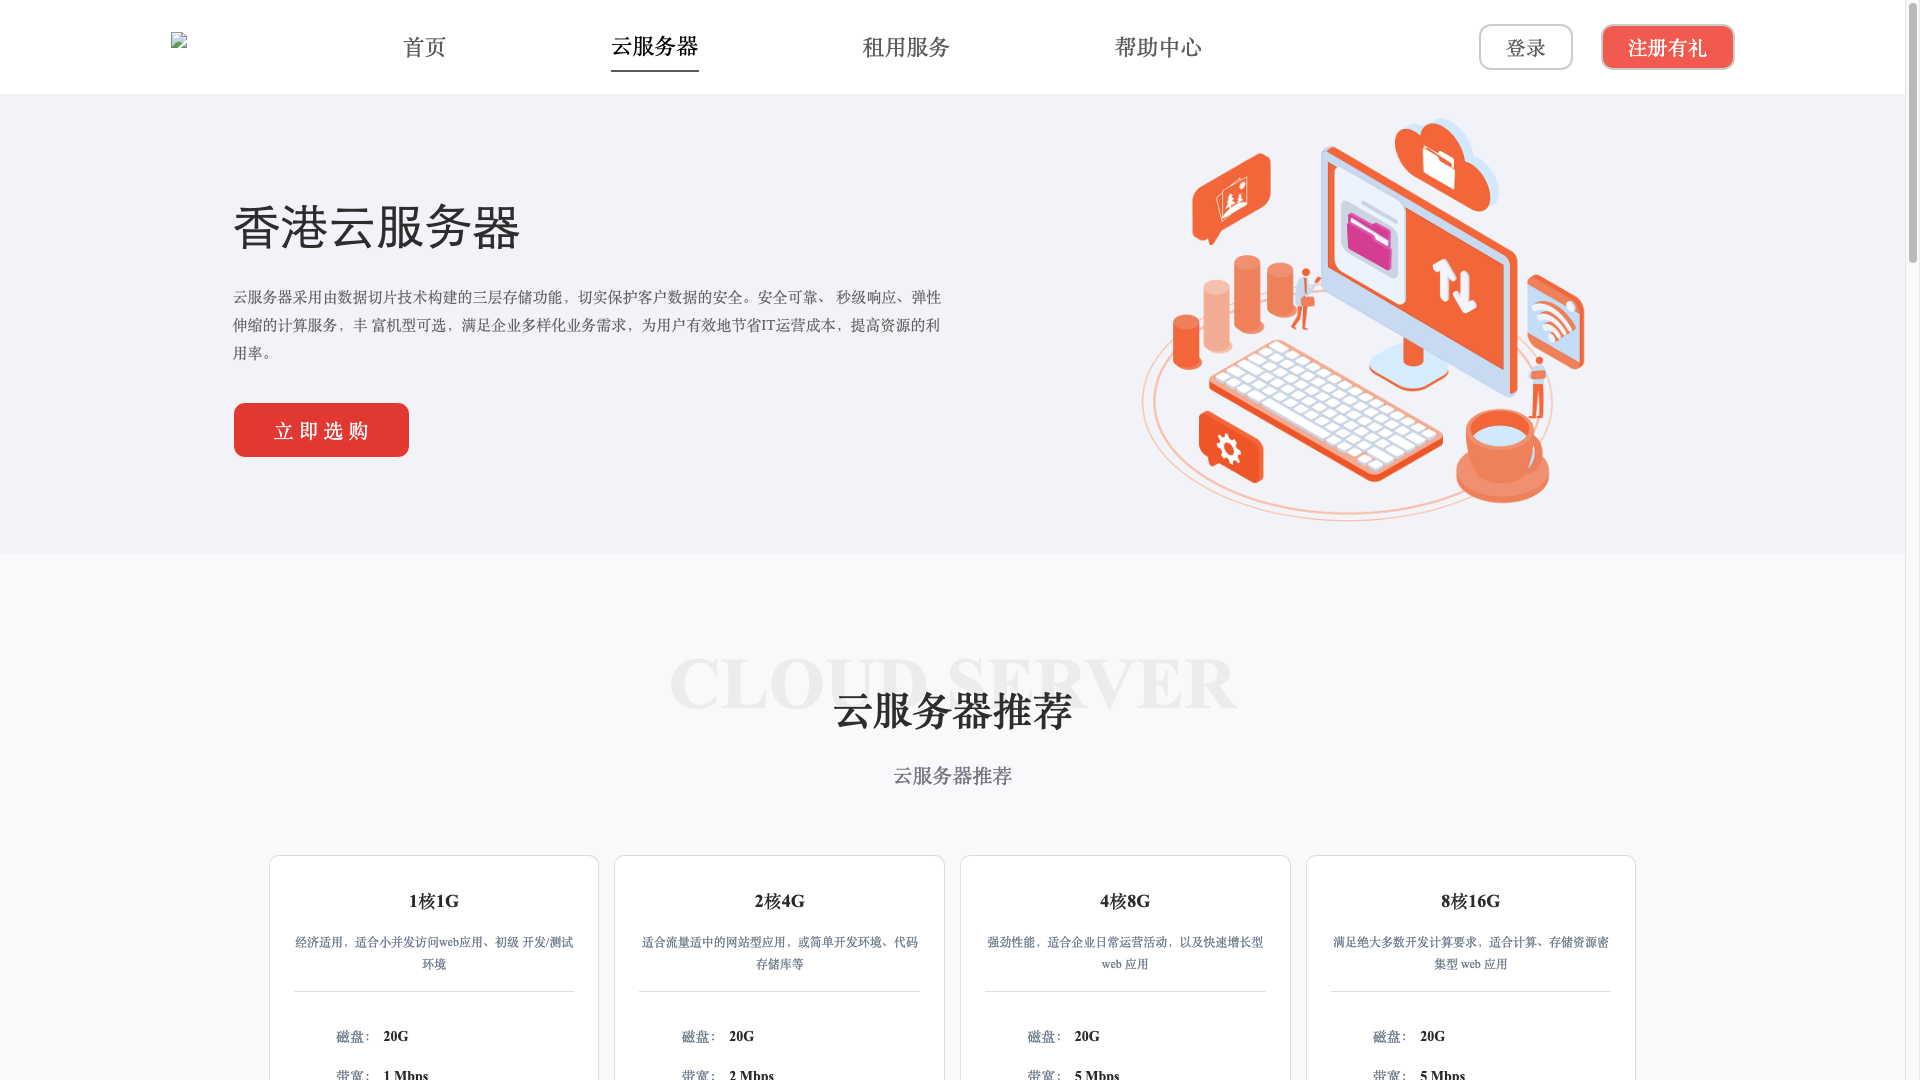 首页
云服务器
租用服务
帮助中心
登录
注册有礼
香港云服务器
云服务器采用由数据切片技术构建的三层存储功能，切实保护客户数据的安全。安全可靠、 秒级响应、弹性
伸缩的计算服务，丰 富机型可选，满足企业多样化业务需求，为用户有效地节省IT运营成本，提高资源的利
用率。
立即选购
CLOUD SERVER
云服务器推荐
云服务器推荐
1核1G
经济适用，适合小并发访问web应用、初级 开发/测试
环境
磁盘： 20G
带宽： 1 Mbps
2核4G
适合流量适中的网站型应用，或简单开发环境、代码
存储库等
磁盘： 20G
带宽： 2 Mbps
4核8G
强劲性能，适合企业日常运营活动，以及快速增长型
web 应用
磁盘： 20G
带宽： 5 Mbps
8核16G
满足绝大多数开发计算要求，适合计算、存储资源密
集型 web 应用
磁盘： 20G
带宽： 5 Mbps